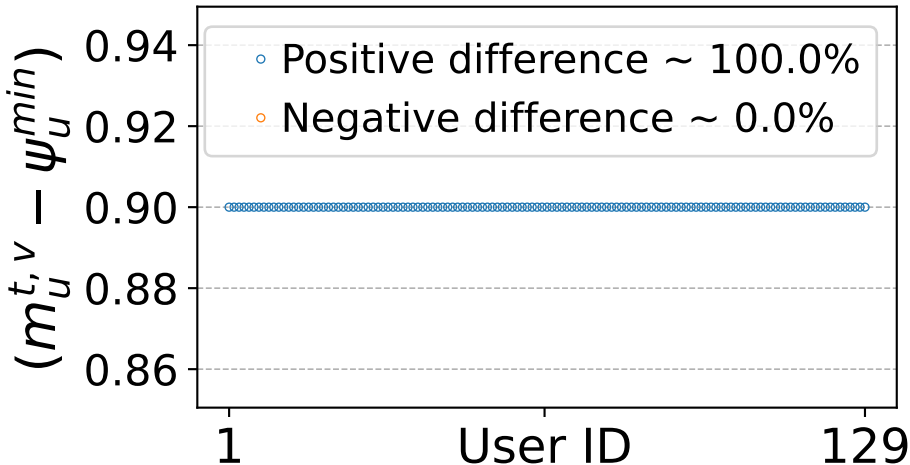 (m_u^{t, v} − ψ_u^{min})
0.94
0.92
0.90
0.88
0.86
Positive difference ~ 100.0%
Negative difference ~ 0.0%
1 User ID 129